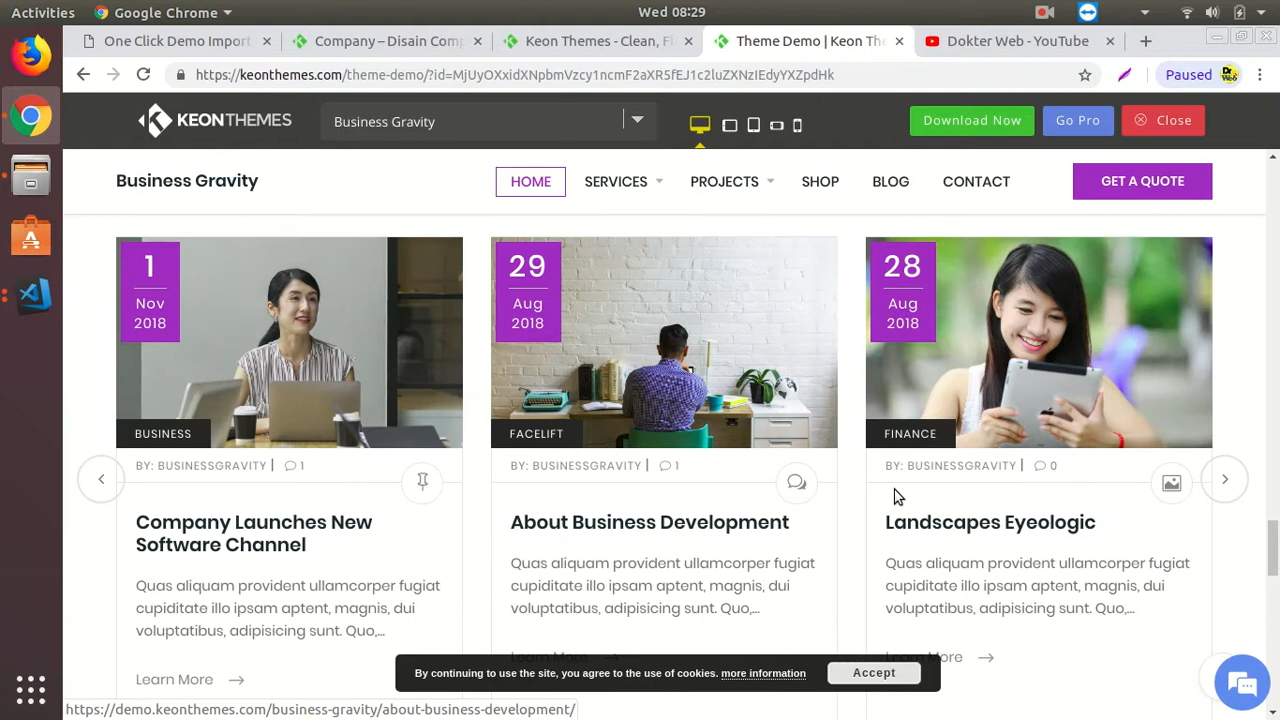 Activities Google Chrome Wed 08:29
One Click Demo Import Company – Disain Comp Keon Themes - Clean, Fl Theme Demo | Keon The Dokter Web - YouTube
https://keonthemes.com/theme-demo/?id=MjUyOXxidXNpbmVzcy1ncmF2aXR5fEJ1c2luZXNzIEdyYXZpdHk Paused
KEONTHEMES Business Gravity Download Now Go Pro Close
Business Gravity HOME SERVICES PROJECTS SHOP BLOG CONTACT GET A QUOTE
1
Nov
2018
BUSINESS
BY: BUSINESSGRAVITY | 1
Company Launches New
Software Channel
Quas aliquam provident ullamcorper fugiat
cupiditate illo ipsam aptent, magnis, dui
voluptatibus, adipisicing sunt. Quo,...
Learn More
29
Aug
2018
FACELIFT
BY: BUSINESSGRAVITY | 1
About Business Development
Quas aliquam provident ullamcorper fugiat
cupiditate illo ipsam aptent, magnis, dui
voluptatibus, adipisicing sunt. Quo,...
Learn More
28
Aug
2018
FINANCE
BY: BUSINESSGRAVITY | 0
Landscapes Eyeologic
Quas aliquam provident ullamcorper fugiat
cupiditate illo ipsam aptent, magnis, dui
voluptatibus, adipisicing sunt. Quo,...
Learn More
By continuing to use the site, you agree to the use of cookies. more information Accept
https://demo.keonthemes.com/business-gravity/about-business-development/